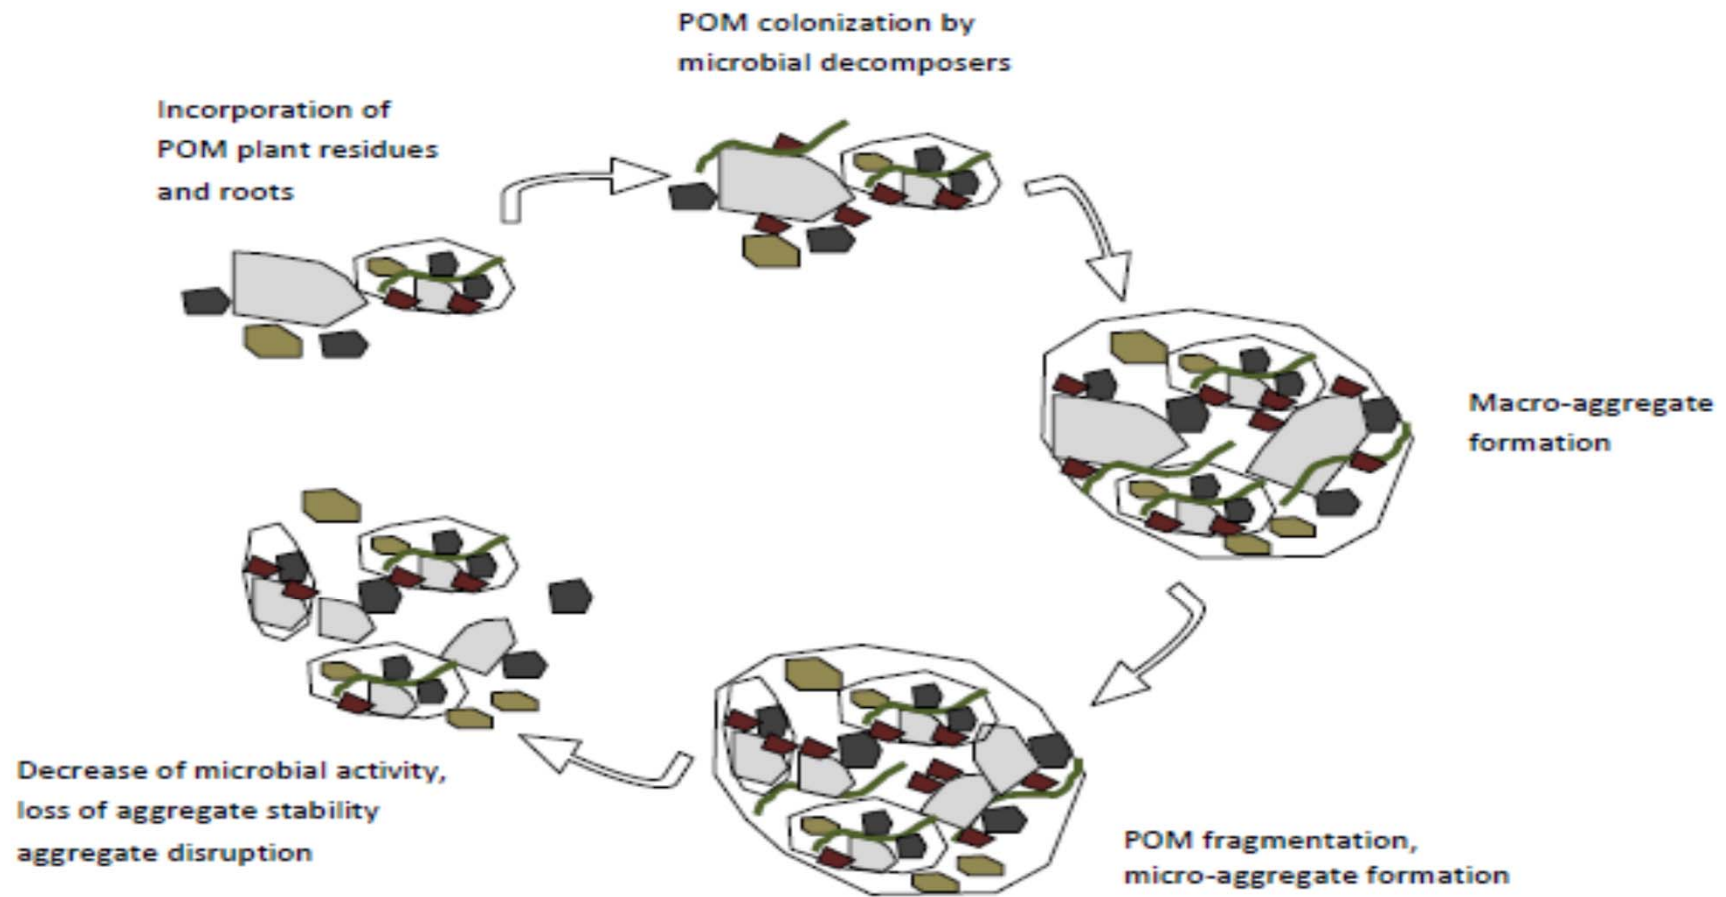 POM colonization by
microbial decomposers
Incorporation of
POM plant residues
and roots
Macro-aggregate
formation
POM fragmentation,
micro-aggregate formation
Decrease of microbial activity,
loss of aggregate stability
aggregate disruption